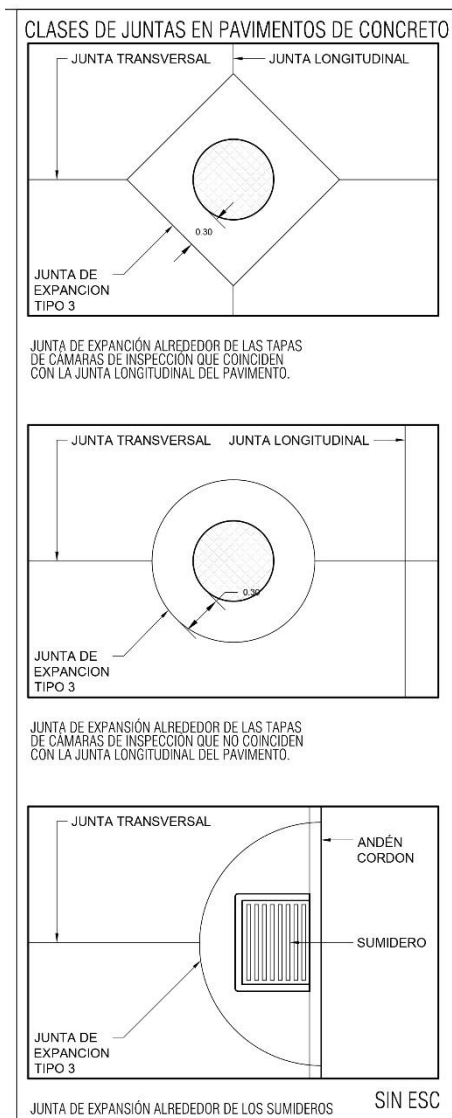 CLASES DE JUNTAS EN PAVIMENTOS DE CONCRETO
JUNTA TRANSVERSAL
JUNTA LONGITUDINAL
0.30
JUNTA DE
EXPANCION
TIPO 3
JUNTA DE EXPANCIÓN ALREDEDOR DE LAS TAPAS
DE CÁMARAS DE INSPECCIÓN QUE COINCIDEN
CON LA JUNTA LONGITUDINAL DEL PAVIMENTO.
JUNTA TRANSVERSAL
JUNTA LONGITUDINAL
0.30
JUNTA DE
EXPANCION
TIPO 3
JUNTA DE EXPANSIÓN ALREDEDOR DE LAS TAPAS
DE CÁMARAS DE INSPECCIÓN QUE NO COINCIDEN
CON LA JUNTA LONGITUDINAL DEL PAVIMENTO.
JUNTA TRANSVERSAL
ANDÉN
CORDON
SUMIDERO
JUNTA DE
EXPANCION
TIPO 3
JUNTA DE EXPANSIÓN ALREDEDOR DE LOS SUMIDEROS
SIN ESC